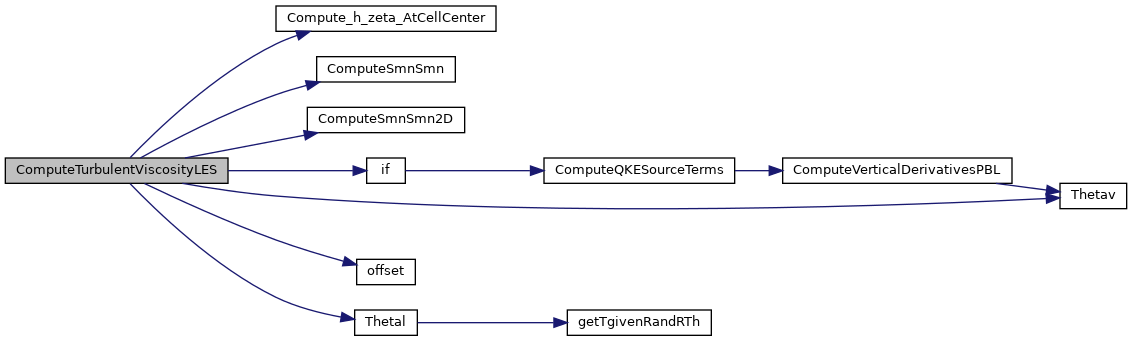 Compute_h_zeta_AtCellCenter
ComputeSmnSmn
ComputeSmnSmn2D
ComputeTurbulentViscosityLES
if
ComputeQKESourceTerms
ComputeVerticalDerivativesPBL
Thetav
offset
Thetal
getTgivenRandRTh